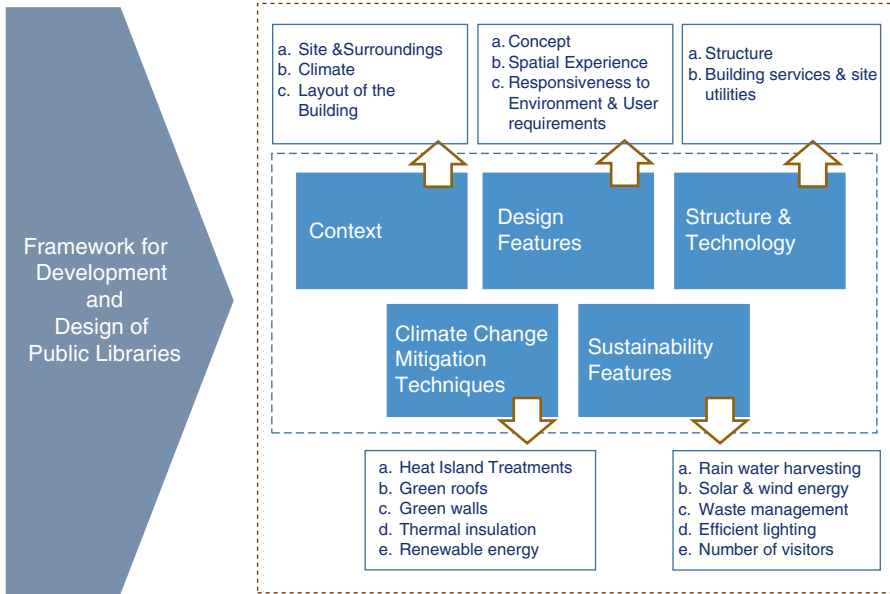 Framework for
Development
and
Design of
Public Libraries
a. Site &Surroundings
b. Climate
c. Layout of the
Building
a. Concept
b. Spatial Experience
c. Responsiveness to
Environment & User
requirements
a. Structure
b. Building services & site
utilities
Context
Design
Features
Structure &
Technology
Climate Change
Mitigation
Techniques
Sustainability
Features
a. Heat Island Treatments
b. Green roofs
c. Green walls
d. Thermal insulation
e. Renewable energy
a. Rain water harvesting
b. Solar & wind energy
c. Waste management
d. Efficient lighting
e. Number of visitors